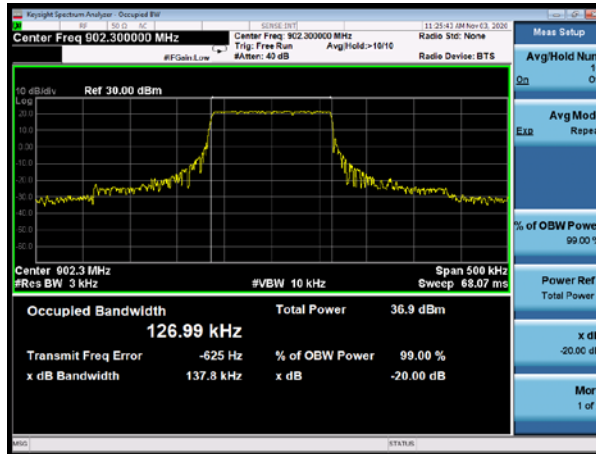 Keysight Spectrum Analyzer - Occupied BW
RF 50 Ω AC SENSE:INT 11:25:43 AM Nov 03, 2020
Center Freq 902.300000 MHz
Center Freq: 902.300000 MHz
Radio Std: None
Trig: Free Run Avg|Hold:>10/10
#IFGain:Low #Atten: 40 dB Radio Device: BTS
10 dB/div Ref 30.00 dBm
Log
20.0
10.0
0.00
-10.0
-20.0
-30.0
-40.0
-50.0
-60.0
Center 902.3 MHz Span 500 kHz
#Res BW 3 kHz #VBW 10 kHz Sweep 68.07 ms
Occupied Bandwidth Total Power 36.9 dBm
126.99 kHz
Transmit Freq Error -625 Hz % of OBW Power 99.00 %
x dB Bandwidth 137.8 kHz x dB -20.00 dB
MSG STATUS
Meas Setup
Avg/Hold Num
1
On O
Avg Mod
Exp Repea
% of OBW Powe
99.00 %
Power Ref
Total Power
x dB
-20.00 dB
Mor
1 of